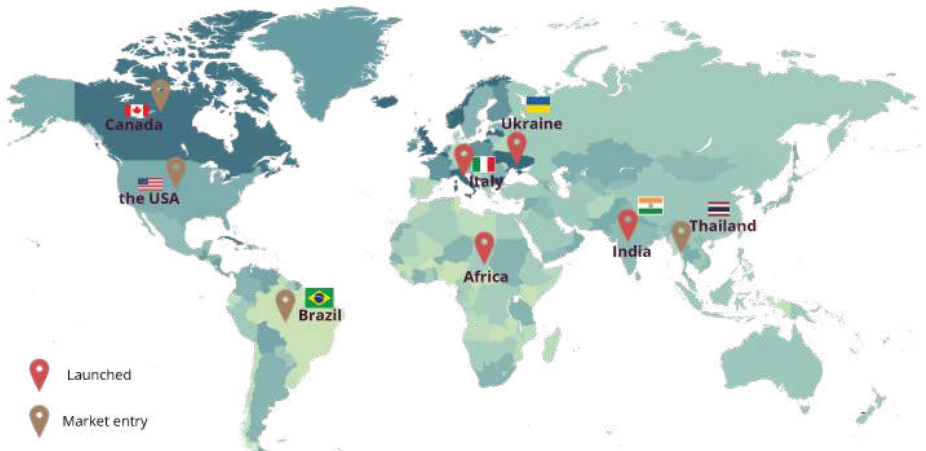 Canada
the USA
Brazil
Ukraine
Italy
Africa
India
Thailand
Launched
Market entry